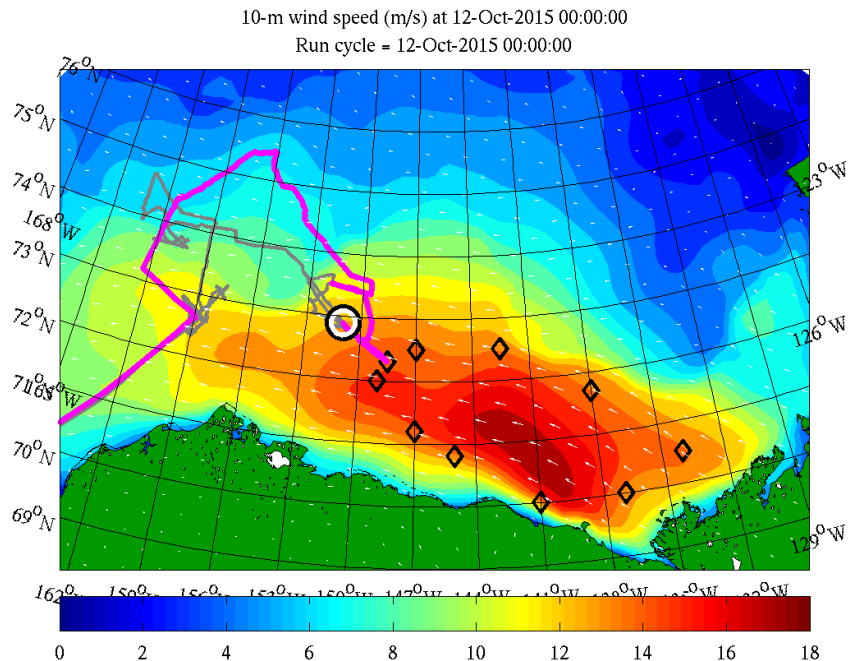 10-m wind speed (m/s) at 12-Oct-2015 00:00:00
Run cycle = 12-Oct-2015 00:00:00
76°N
75°N
74°N
168°W
73°N
72°N
70°N
69°N
123°W
126°W
129°W
0 2 4 6 8 10 12 14 16 18